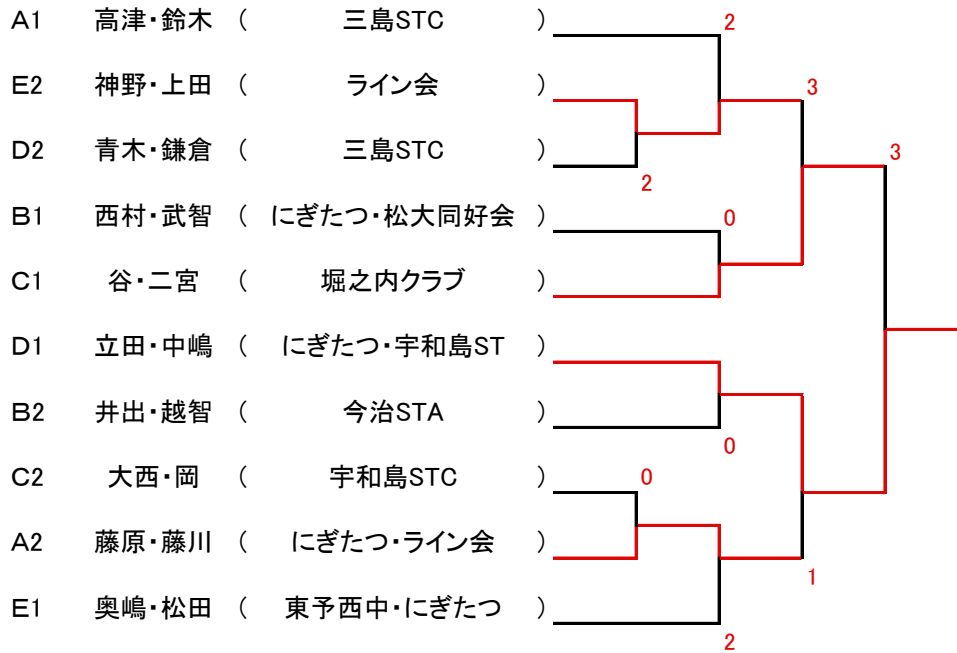 A1 高津・鈴木 ( 三島STC ) 2
E2 神野・上田 ( ライン会 ) 3
D2 青木・鎌倉 ( 三島STC ) 3
2
B1 西村・武智 ( にぎたつ・松大同好会 ) 0
C1 谷・二宮 ( 堀之内クラブ )
D1 立田・中嶋 ( にぎたつ・宇和島ST )
B2 井出・越智 ( 今治STA ) 0
C2 大西・岡 ( 宇和島STC ) 0
A2 藤原・藤川 ( にぎたつ・ライン会 ) 1
E1 奥嶋・松田 ( 東予西中・にぎたつ ) 2